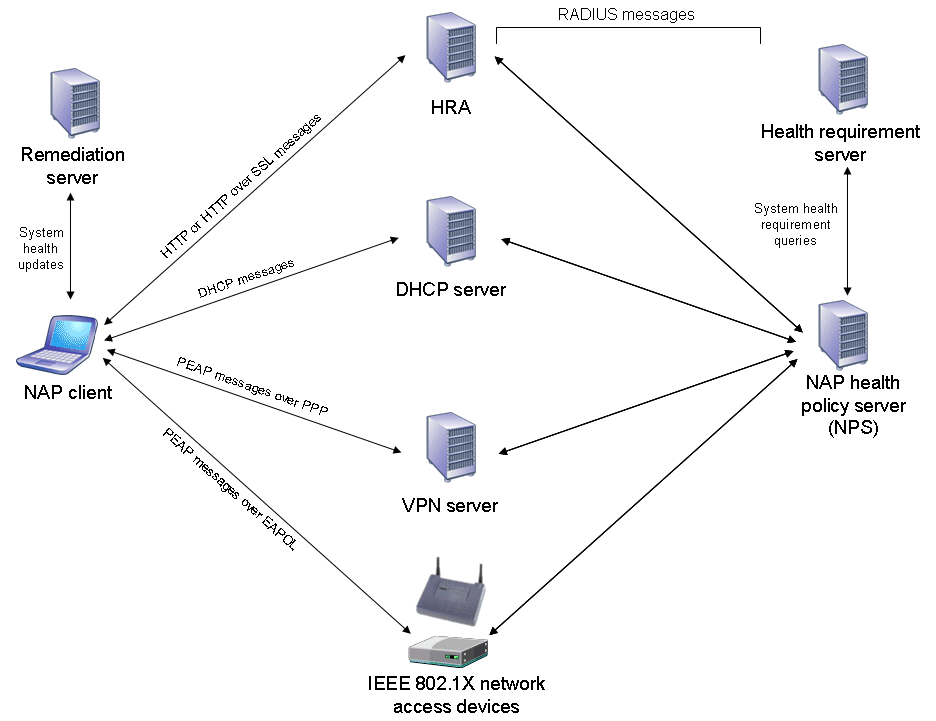 RADIUS messages
HRA
Remediation
server
Health requirement
server
HTTP or HTTP over SSL messages
System
health
updates
System health
requirement
queries
DHCP messages
DHCP server
NAP client
PEAP messages over PPP
NAP health
policy server
(NPS)
PEAP messages over EAPOL
VPN server
IEEE 802.1X network
access devices